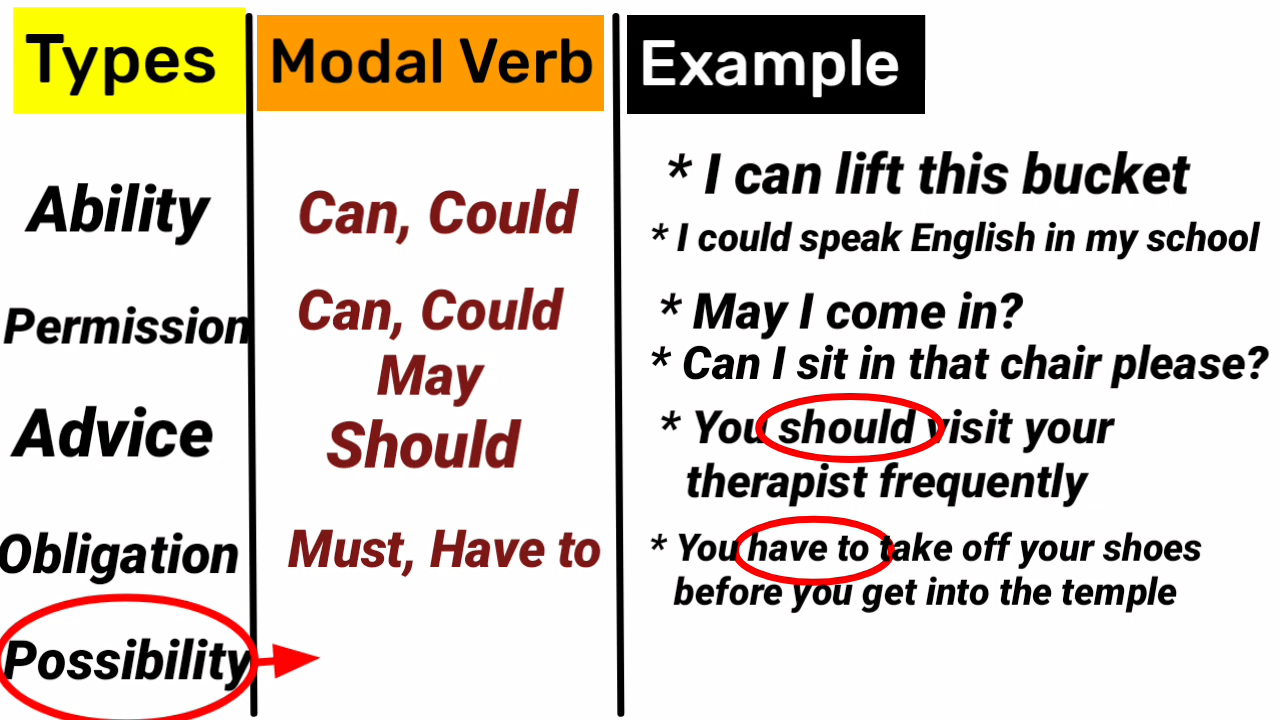 Types Modal Verb Example
Ability Can, Could * I can lift this bucket
* I could speak English in my school
Permission Can, Could * May I come in?
May * Can I sit in that chair please?
Advice Should * You should visit your
therapist frequently
Obligation Must, Have to * You have to take off your shoes
before you get into the temple
Possibility